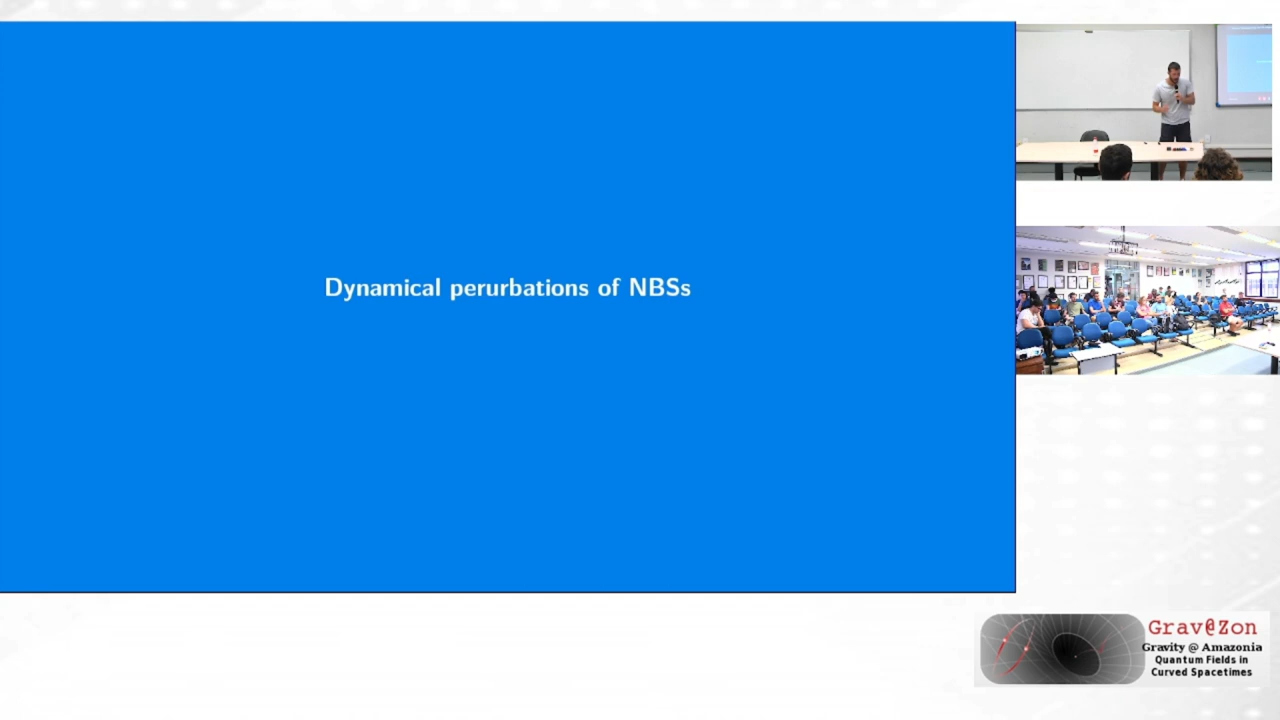 Dynamical perurbations of NBSs
Grav@Zon
Gravity @ Amazonia
Quantum Fields in
Curved Spacetimes